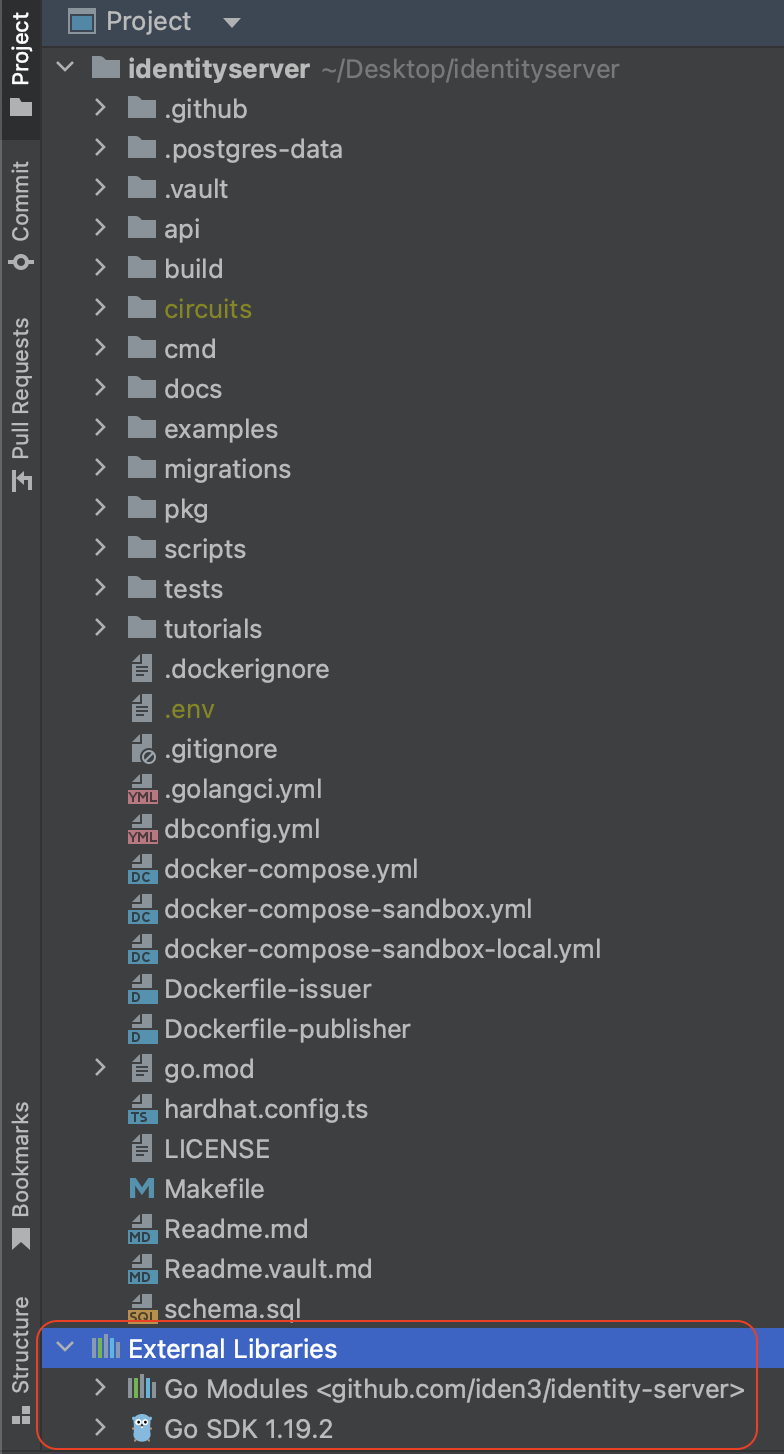 Project
identityserver ~/Desktop/identityserver
.github
.postgres-data
.vault
api
build
circuits
cmd
docs
examples
migrations
pkg
scripts
tests
tutorials
.dockerignore
.env
.gitignore
YML .golangci.yml
YML dbconfig.yml
DC docker-compose.yml
DC docker-compose-sandbox.yml
DC docker-compose-sandbox-local.yml
D Dockerfile-issuer
D Dockerfile-publisher
go.mod
TS hardhat.config.ts
LICENSE
M Makefile
MD Readme.md
MD Readme.vault.md
SQL schema.sql
External Libraries
Go Modules <github.com/iden3/identity-server>
Go SDK 1.19.2
Project
Commit
Pull Requests
Bookmarks
Structure